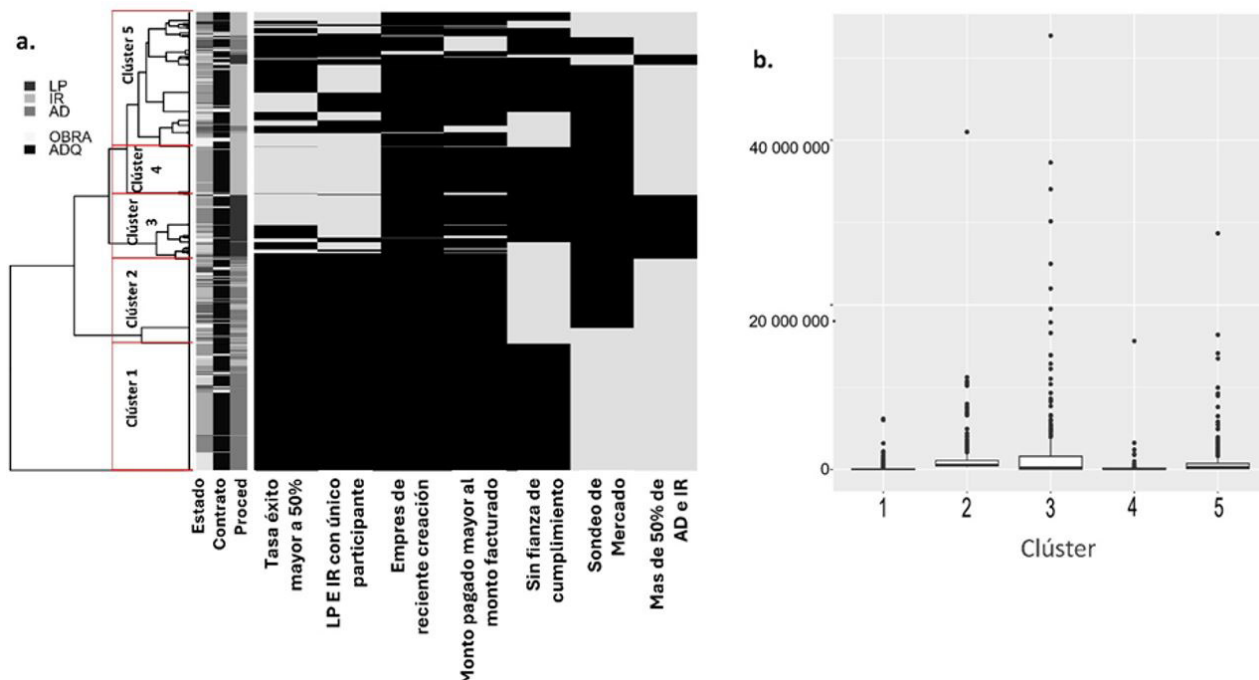 a.
LP
IR
AD
OBRA
ADQ
Clúster 5
Clúster
4
Clúster
3
Clúster 2
Clúster 1
Estado
Contrato
Proced
Tasa éxito
mayor a 50%
LP E IR con único
participante
Empres de
reciente creación
Monto pagado mayor al
monto facturado
Sin fianza de
cumplimiento
Sondeo de
Mercado
Mas de 50% de
AD e IR
b.
40 000 000
20 000 000
0
1 2 3 4 5
Clúster